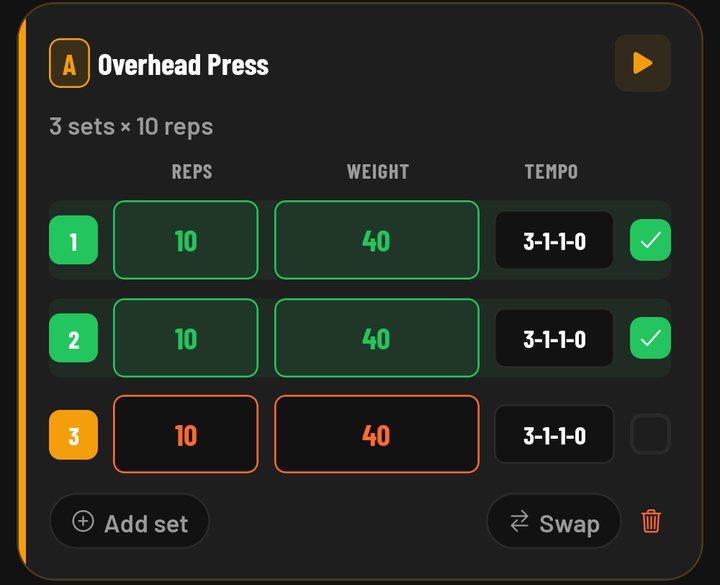 A Overhead Press
3 sets × 10 reps
REPS WEIGHT TEMPO
1 10 40 3-1-1-0
2 10 40 3-1-1-0
3 10 40 3-1-1-0
Add set Swap